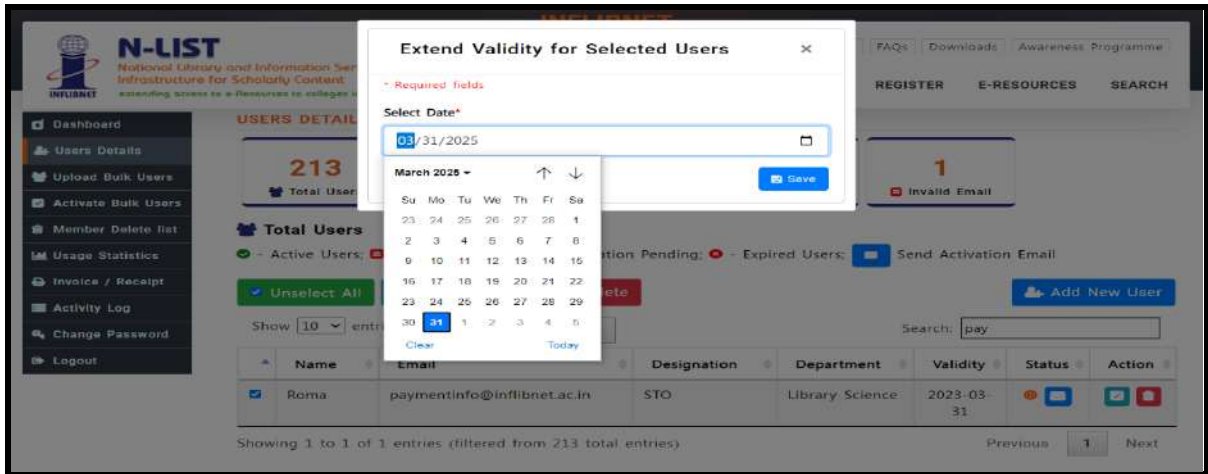 N-LIST
National Library and Information Ser
Infrastructure for Scholarly Content
extending access to e-Resources to colleges
INFLIBNET
FAQs
Downloads
Awareness Programme
REGISTER
E-RESOURCES
SEARCH
Dashboard
Users Details
Upload Bulk Users
Activate Bulk Users
Member Delete list
Usage Statistics
Invoice / Receipt
Activity Log
Change Password
Logout
USERS DETAIL
213
Total User
1
Invalid Email
Extend Validity for Selected Users ×
* Required fields
Select Date*
03/31/2025
Save
March 2025
Su Mo Tu We Th Fr Sa
23 24 25 26 27 28 1
2 3 4 5 6 7 8
9 10 11 12 13 14 15
16 17 18 19 20 21 22
23 24 25 26 27 28 29
30 31 1 2 3 4 5
Clear Today
Total Users
- Active Users; tion Pending; - Expired Users; Send Activation Email
Unselect All lete Add New User
Show 10 entri Search: pay
Name Email Designation Department Validity Status Action
Roma paymentinfo@inflibnet.ac.in STO Library Science 2023-03-
31
Showing 1 to 1 of 1 entries (filtered from 213 total entries) Previous 1 Next